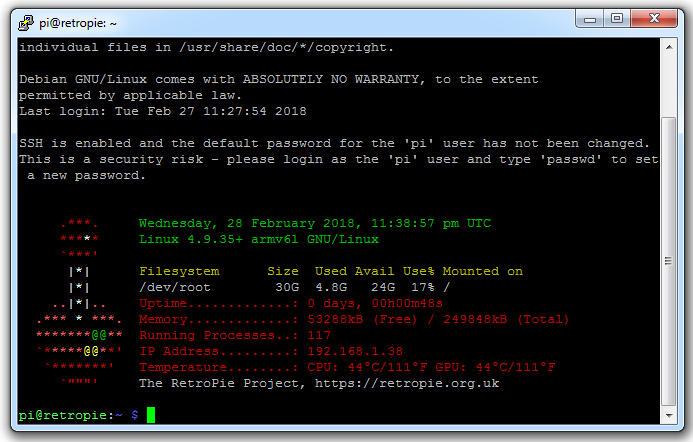 pi@retropie: ~
individual files in /usr/share/doc/*/copyright.
Debian GNU/Linux comes with ABSOLUTELY NO WARRANTY, to the extent
permitted by applicable law.
Last login: Tue Feb 27 11:27:54 2018
SSH is enabled and the default password for the 'pi' user has not been changed.
This is a security risk - please login as the 'pi' user and type 'passwd' to set
 a new password.
     .***.     Wednesday, 28 February 2018, 11:38:57 pm UTC
     *****     Linux 4.9.35+ armv6l GNU/Linux
     `***'
      |*|      Filesystem      Size  Used Avail Use% Mounted on
      |*|      /dev/root        30G  4.8G   24G  17% /
    ..|*|..    Uptime.............: 0 days, 00h00m48s
  .*** * ***.  Memory.............: 53288kB (Free) / 249848kB (Total)
  *******@@**  Running Processes..: 117
  `*****@@**'  IP Address.........: 192.168.1.38
   `*******'   Temperature........: CPU: 44°C/111°F GPU: 44°C/111°F
     `"""'     The RetroPie Project, https://retropie.org.uk
pi@retropie:~ $